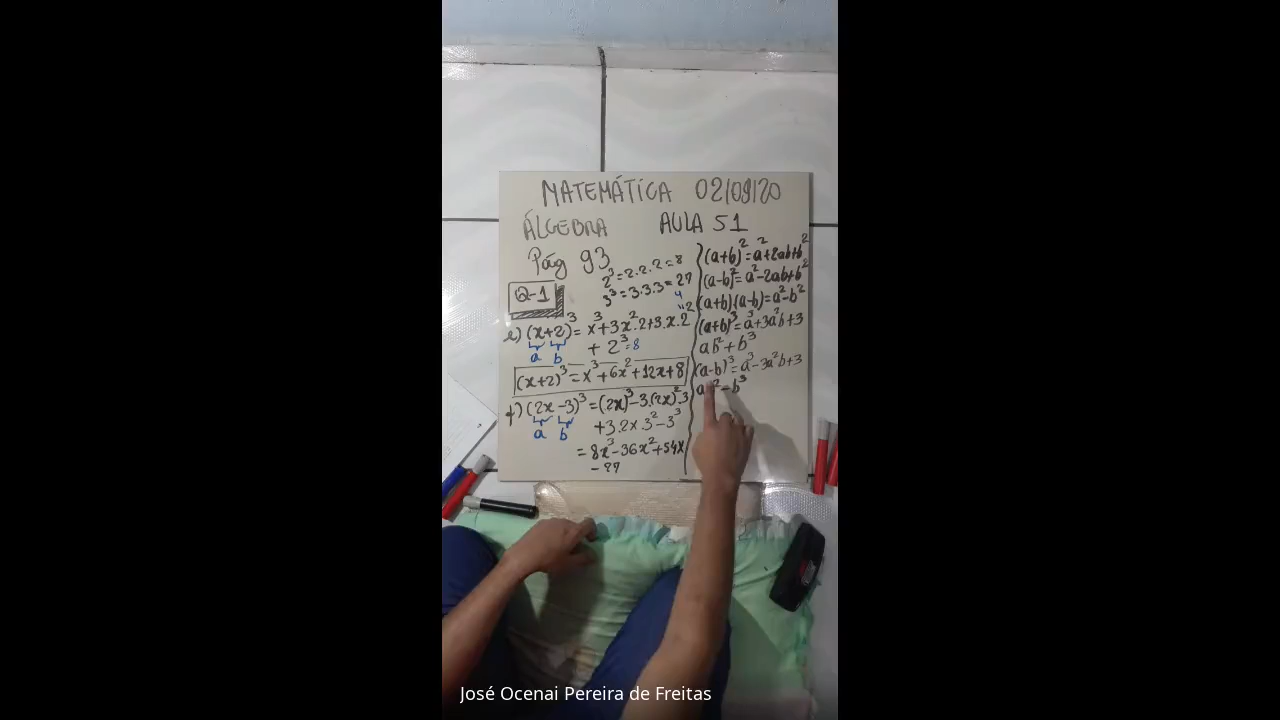 MATEMÁTICA 02/09/20
ÁLGEBRA AULA 51
Pág 93
2³=2.2.2=8
3³=3.3.3=27
Q-1
e) (x+2)³= x³+3x².2+3.x.2²
4
a b
+ 2³=8
(x+2)³=x³+6x²+12x+8
f) (2x-3)³=(2x)³-3.(2x)².3
a b
+3.2x.3²-3³
= 8x³-36x²+54x
-27
(a+b)²=a²+2ab+b²
(a-b)²=a²-2ab+b²
(a+b).(a-b)=a²-b²
(a+b)³=a³+3a²b+3
ab²+b³
(a-b)³=a³-3a²b+3
ab²-b³
José Ocenai Pereira de Freitas